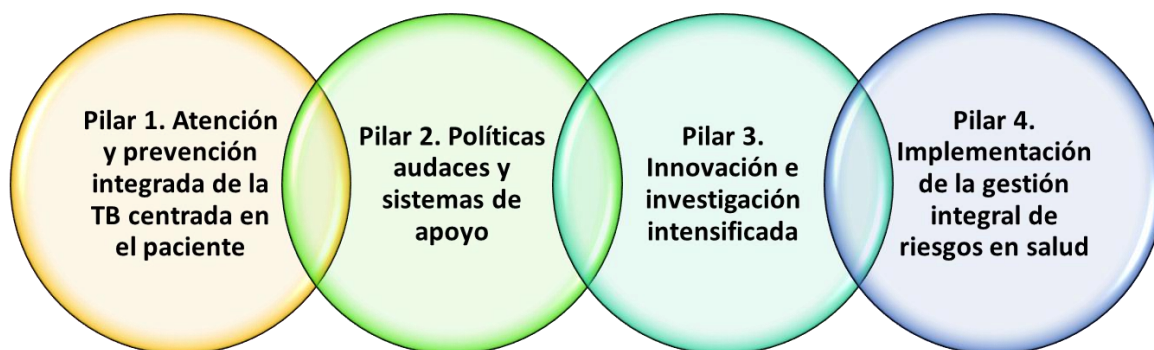 Pilar 1. Atención
y prevención
integrada de la
TB centrada en
el paciente
Pilar 2. Políticas
audaces y
sistemas de
apoyo
Pilar 3.
Innovación e
investigación
intensificada
Pilar 4.
Implementación
de la gestión
integral de
riesgos en salud